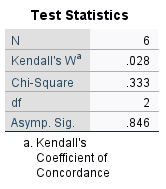 Test Statistics
N 6
Kendall's Wᵃ .028
Chi-Square .333
df 2
Asymp. Sig. .846
a. Kendall's
Coefficient of
Concordance